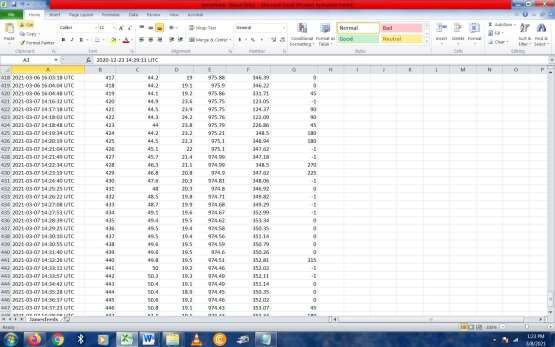 File Home Insert Page Layout Formulas Data Review View Acrobat
Cut
Copy
Format Painter
Paste
Clipboard
Calibri 11
Font
Wrap Text
Merge & Center
Alignment
General
Number
Conditional Formatting
Format as Table
Normal Bad
Good Neutral
Styles
Insert Delete Format
Cells
AutoSum
Fill
Clear
Sort & Find &
Editing
A3 2020-12-23 14:29:11 UTC
A B C D E F G H I J K L M N O P
418 2021-03-06 16:03:18 UTC 417 44.2 19 975.88 346.39 0
419 2021-03-06 16:04:04 UTC 418 44.2 19.1 975.9 346.22 0
420 2021-03-06 16:04:48 UTC 419 44.1 19.2 975.86 331.71 45
421 2021-03-07 14:16:32 UTC 420 44.9 23.6 975.75 123.05 -1
422 2021-03-07 14:17:18 UTC 421 44.5 23.9 975.75 124.37 90
423 2021-03-07 14:18:02 UTC 422 44.3 24.2 975.76 123.09 90
424 2021-03-07 14:18:48 UTC 423 44 23.8 975.79 226.86 45
425 2021-03-07 14:19:34 UTC 424 44.2 23.2 975.21 348.5 180
426 2021-03-07 14:20:19 UTC 425 44.5 22.3 975.1 348.94 180
427 2021-03-07 14:21:04 UTC 426 45.1 22 975.1 347.62 -1
428 2021-03-07 14:21:49 UTC 427 45.7 21.4 974.99 347.18 -1
429 2021-03-07 14:22:34 UTC 428 46.3 21.1 974.99 348.5 270
430 2021-03-07 14:23:19 UTC 429 46.8 20.8 974.9 347.62 225
431 2021-03-07 14:24:40 UTC 430 47.6 20.3 974.81 348.06 -1
432 2021-03-07 14:25:25 UTC 431 48 20.3 974.8 346.92 0
433 2021-03-07 14:26:22 UTC 432 48.5 19.8 974.71 349.82 -1
434 2021-03-07 14:27:08 UTC 433 48.7 19.9 974.68 349.29 -1
435 2021-03-07 14:27:53 UTC 434 49.1 19.6 974.67 352.99 -1
436 2021-03-07 14:28:39 UTC 435 49.4 19.5 974.62 353.34 0
437 2021-03-07 14:29:25 UTC 436 49.5 19.4 974.58 350.35 0
438 2021-03-07 14:30:10 UTC 437 49.5 19.4 974.56 351.14 0
439 2021-03-07 14:30:55 UTC 438 49.6 19.5 974.59 350.79 0
440 2021-03-07 14:31:40 UTC 439 49.6 19.5 974.6 350.26 0
441 2021-03-07 14:32:26 UTC 440 49.8 19.5 974.51 352.81 315
442 2021-03-07 14:33:11 UTC 441 50 19.2 974.46 352.02 -1
443 2021-03-07 14:33:57 UTC 442 50.3 19.3 974.49 352.11 -1
444 2021-03-07 14:34:42 UTC 443 50.4 19.1 974.49 351.14 0
445 2021-03-07 14:35:28 UTC 444 50.4 18.9 974.45 350.35 0
446 2021-03-07 14:36:38 UTC 445 50.6 19.2 974.46 352.02 0
447 2021-03-07 14:37:23 UTC 446 50.8 19.1 974.43 353.07 45
Jamesfeeds
Ready
100%
1:23 PM
3/8/2021